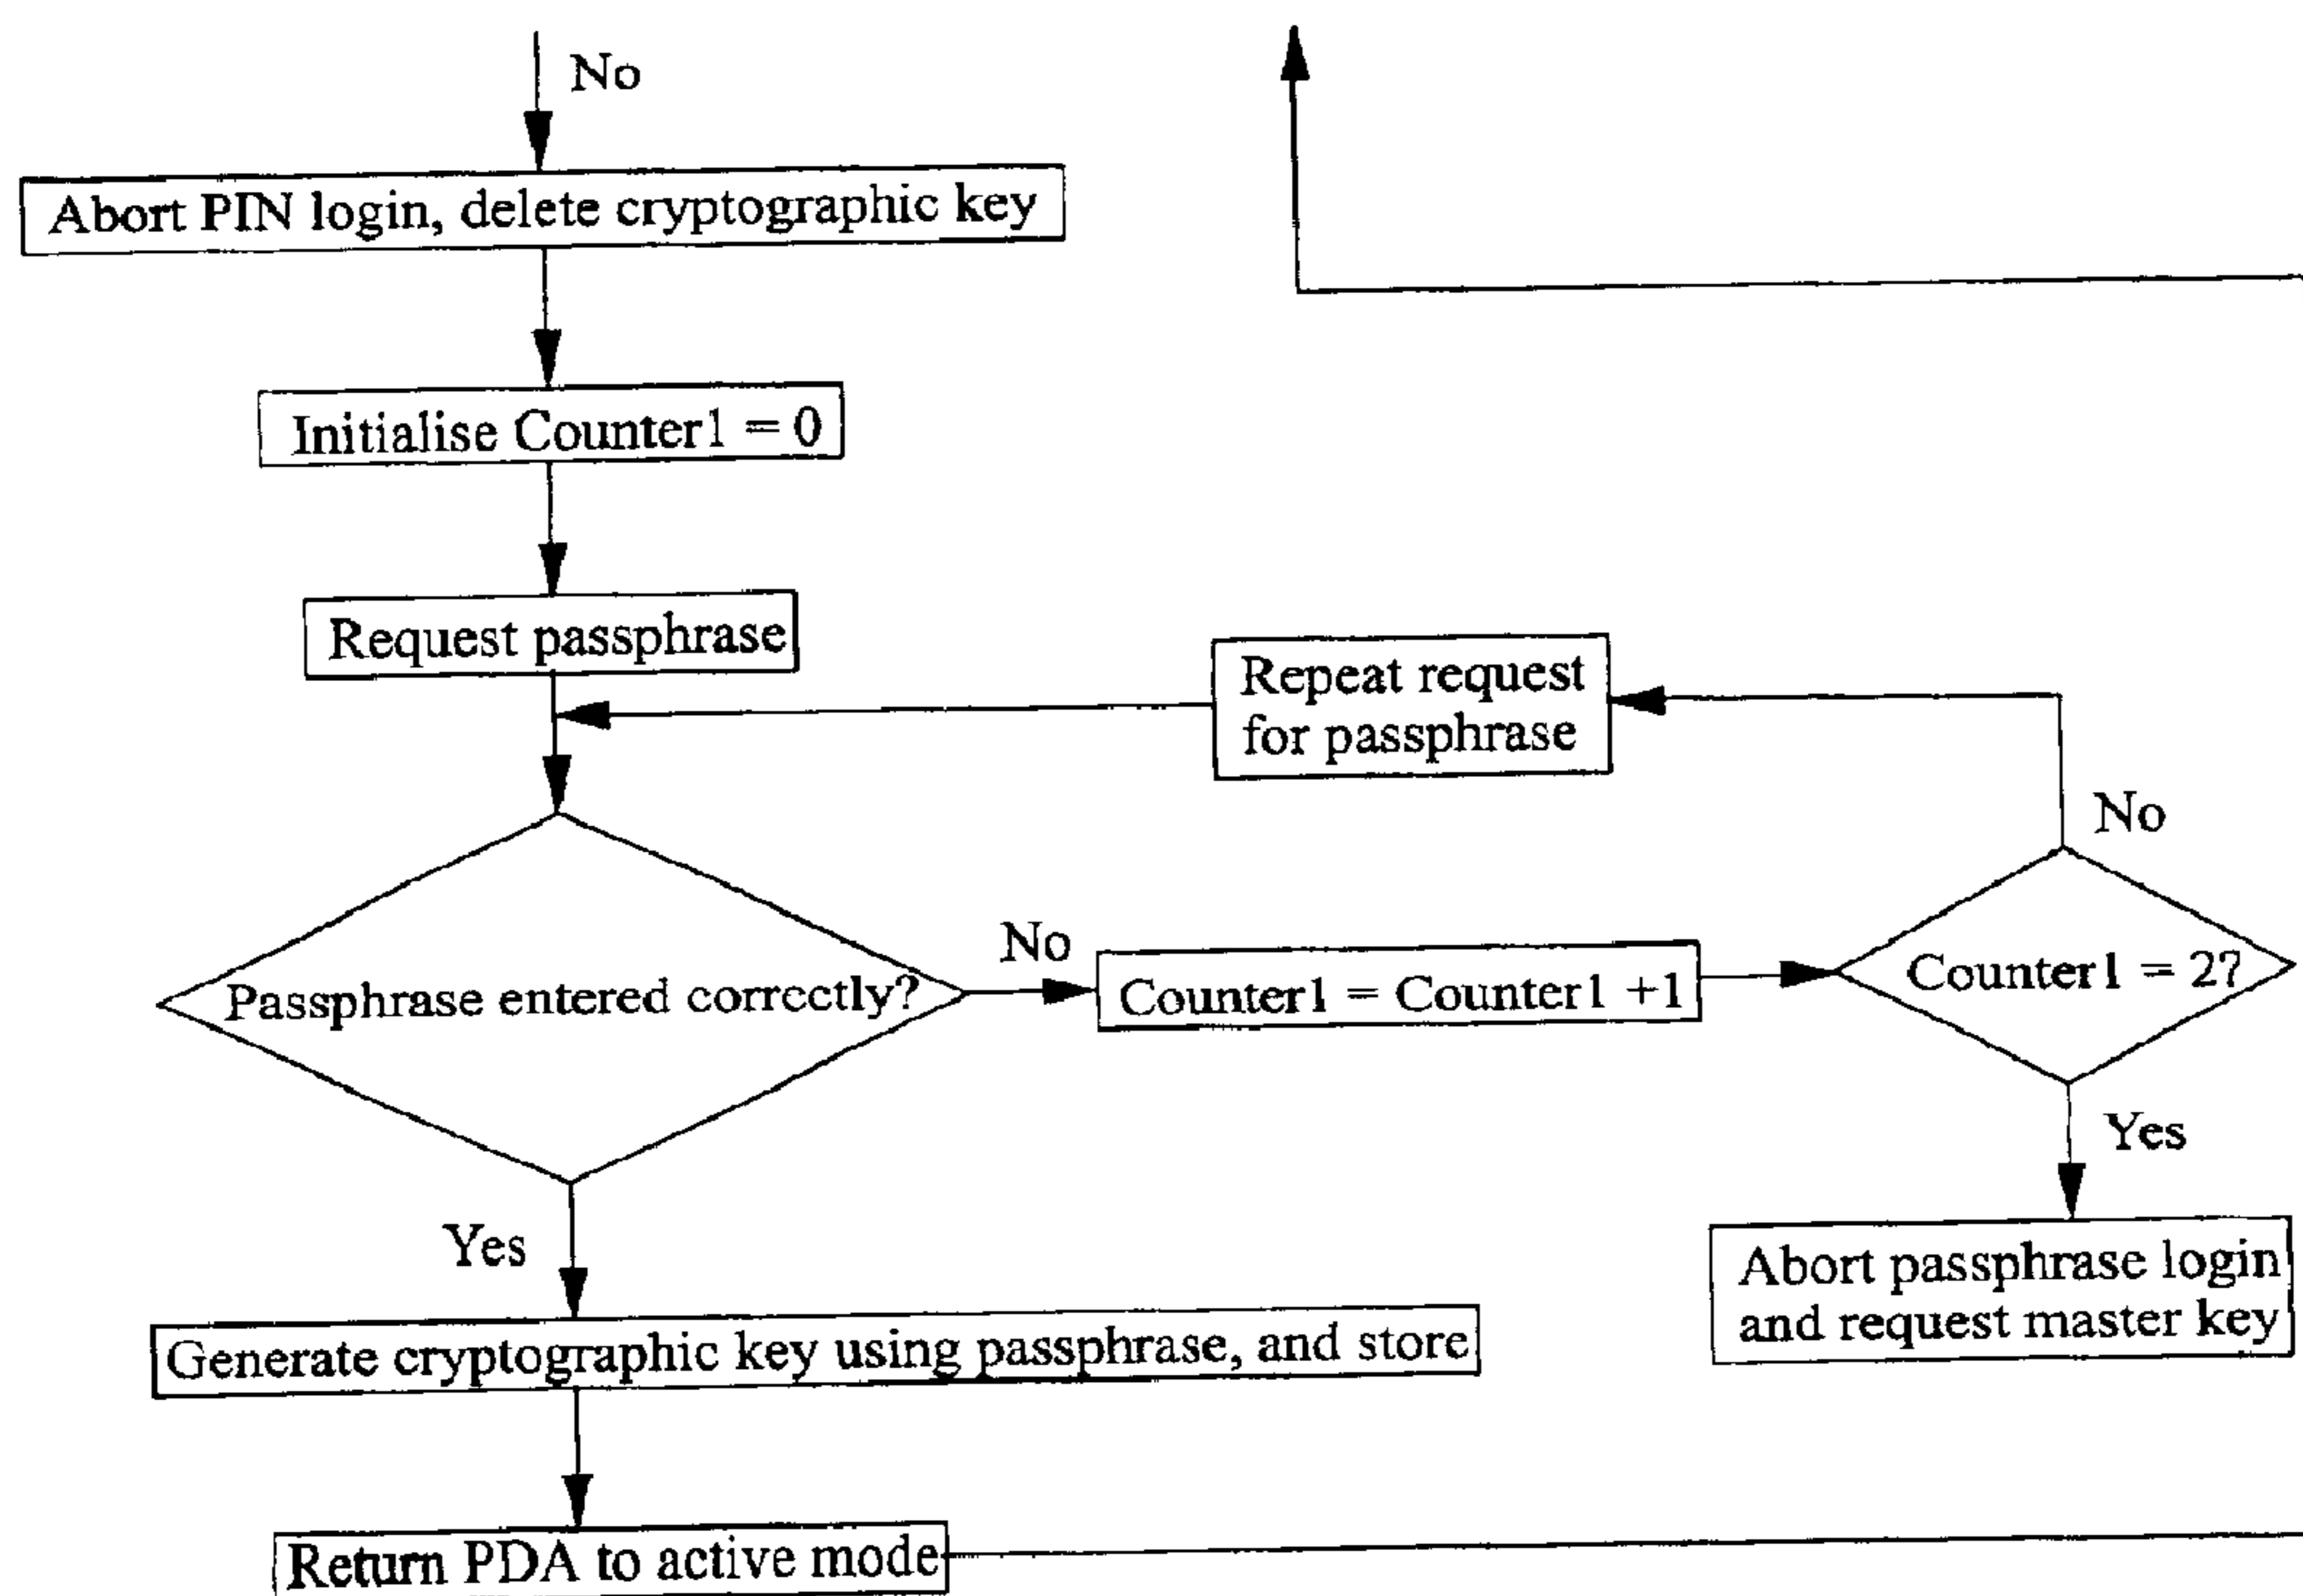 No
Abort PIN login, delete cryptographic key
Initialise Counter1 = 0
Request passphrase
Repeat request
for passphrase
No
Passphrase entered correctly?
No
Counter1 = Counter1 +1
Counter1 = 2?
Yes
Yes
Abort passphrase login
and request master key
Generate cryptographic key using passphrase, and store
Return PDA to active mode